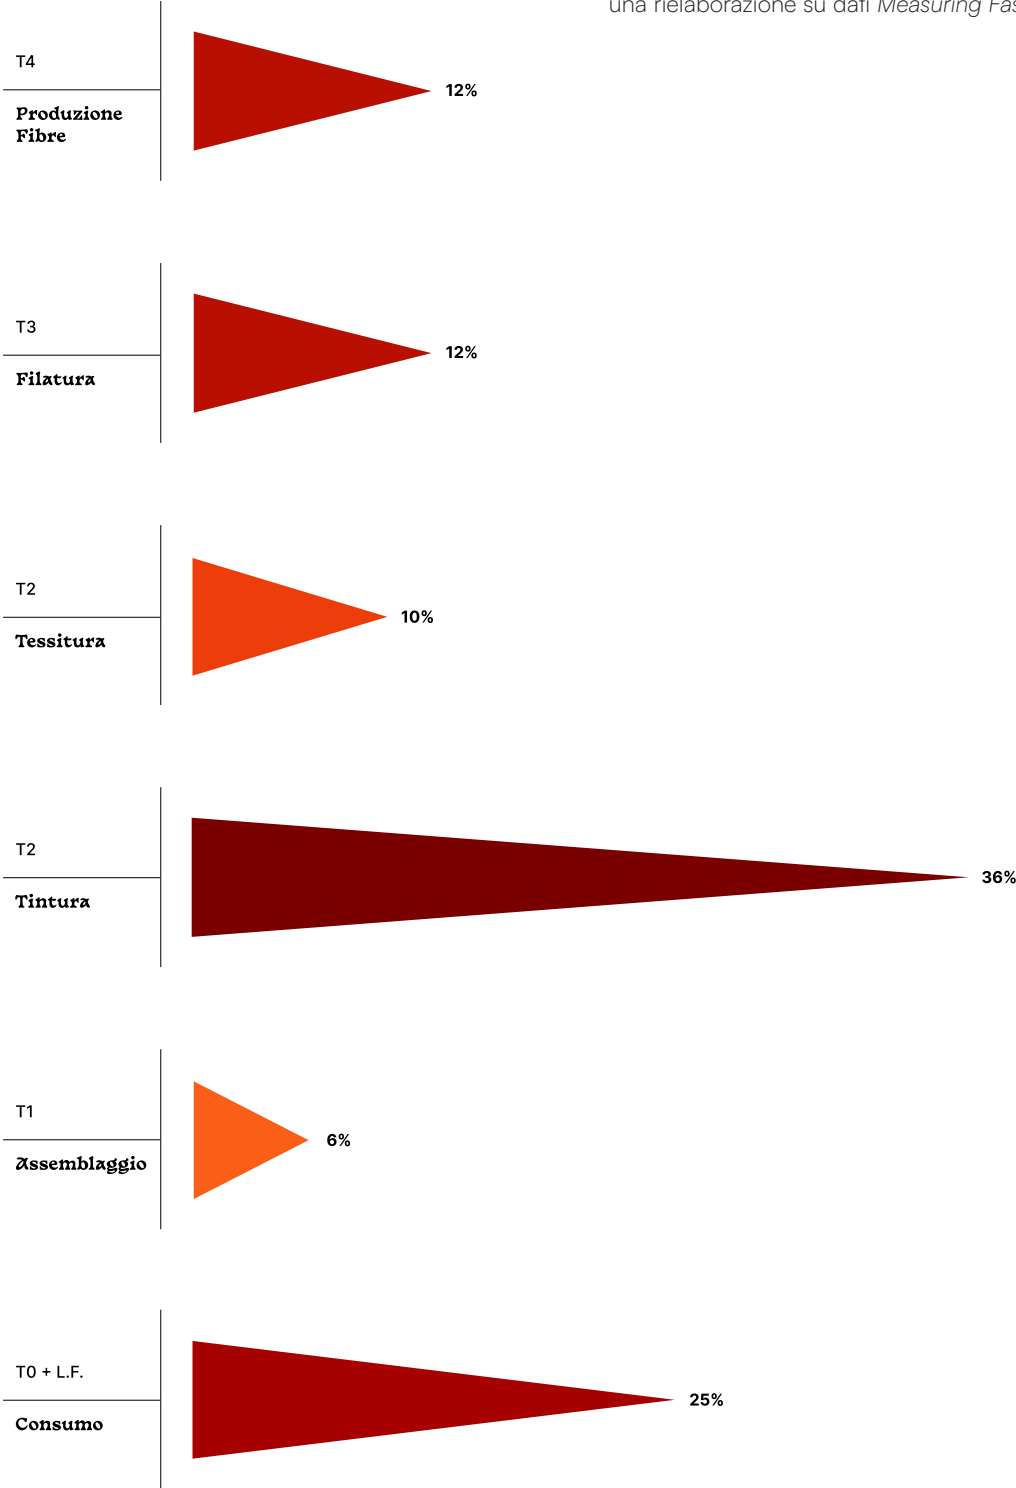 una rielaborazione su dati Measuring
T4
12%
Produzione
Fibre
T3
12%
Filatura
T2
10%
Tessitura
T2
36%
Tintura
T1
6%
Assemblaggio
T0 + L.F.
25%
Consumo